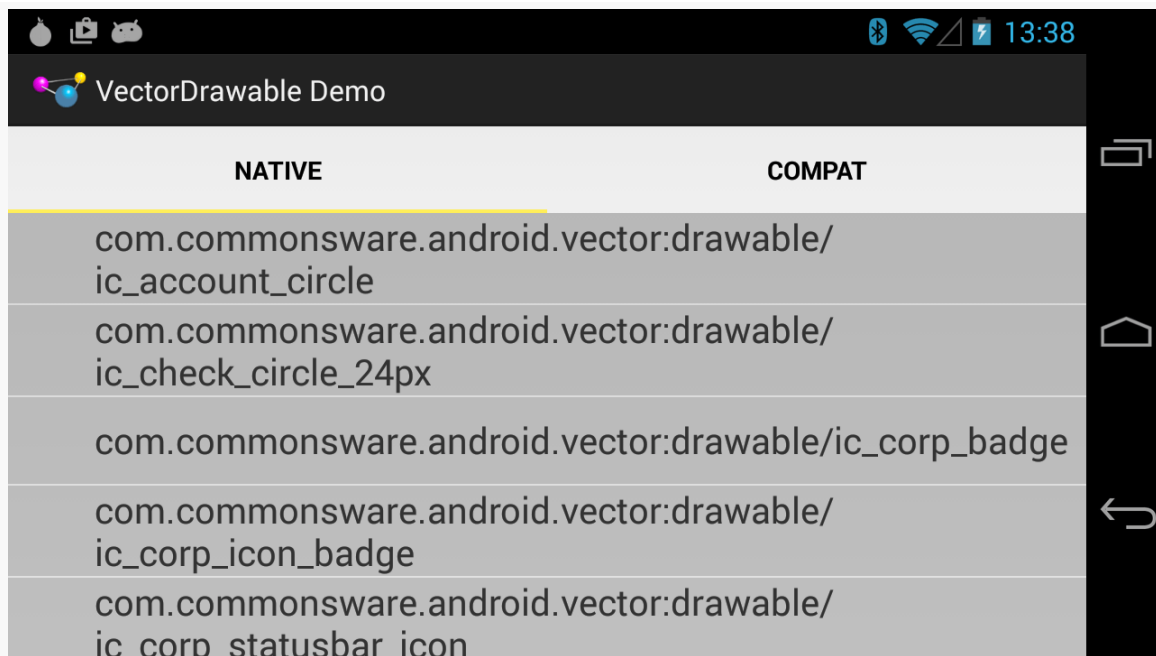 13:38
VectorDrawable Demo
NATIVE
COMPAT
com.commonsware.android.vector:drawable/
ic_account_circle
com.commonsware.android.vector:drawable/
ic_check_circle_24px
com.commonsware.android.vector:drawable/ic_corp_badge
com.commonsware.android.vector:drawable/
ic_corp_icon_badge
com.commonsware.android.vector:drawable/
ic_corp_statusbar_icon